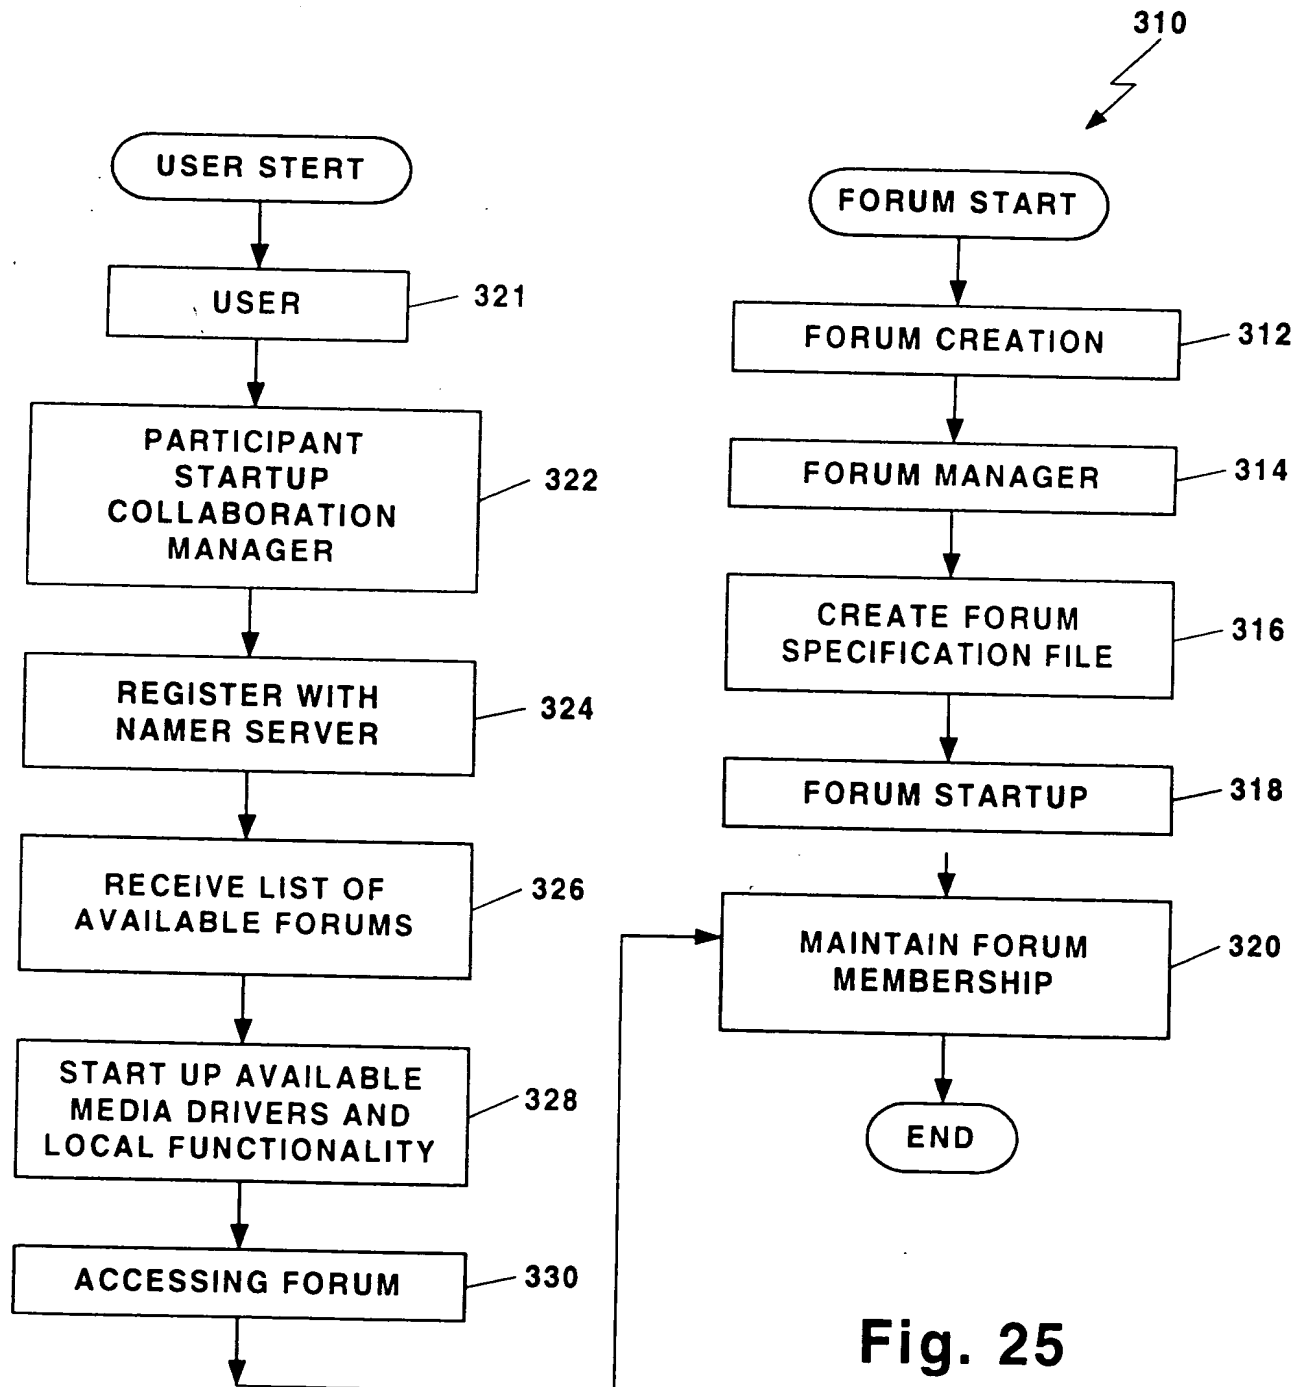 310
USER STERT
USER
321
PARTICIPANT
STARTUP
COLLABORATION
MANAGER
322
REGISTER WITH
NAMER SERVER
324
RECEIVE LIST OF
AVAILABLE FORUMS
326
START UP AVAILABLE
MEDIA DRIVERS AND
LOCAL FUNCTIONALITY
328
ACCESSING FORUM
330
FORUM START
FORUM CREATION
312
FORUM MANAGER
314
CREATE FORUM
SPECIFICATION FILE
316
FORUM STARTUP
318
MAINTAIN FORUM
MEMBERSHIP
320
END
Fig. 25